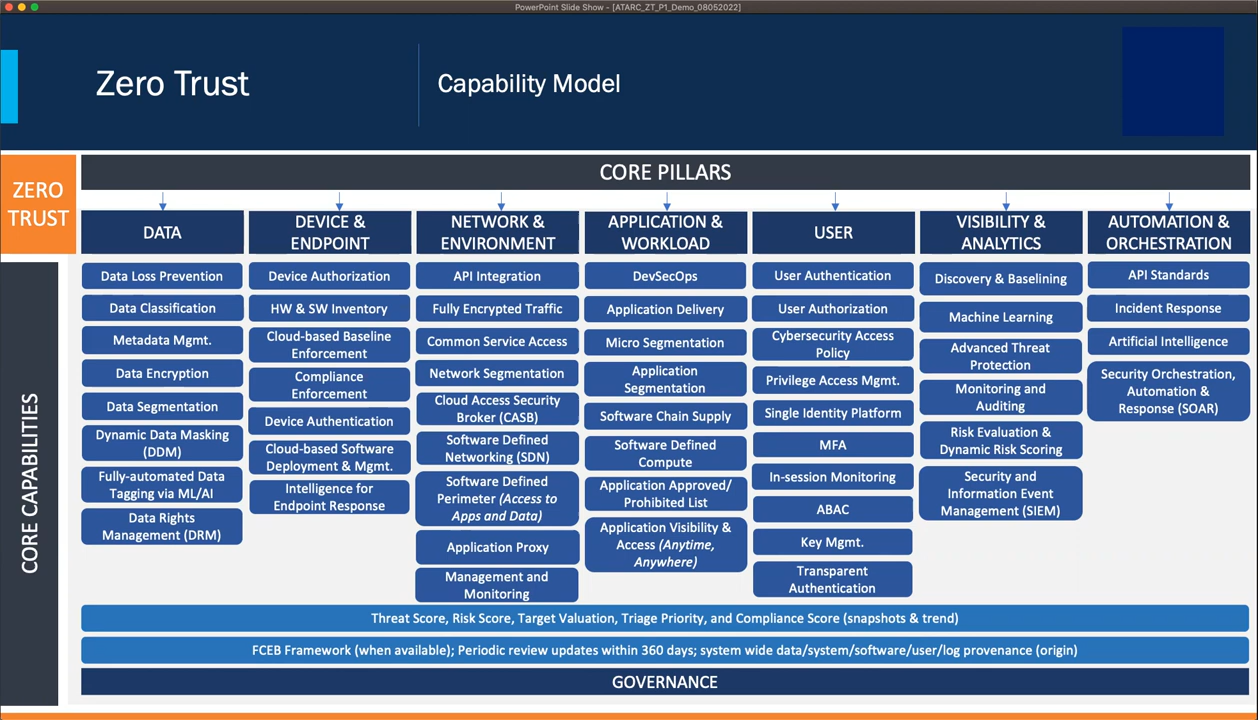 PowerPoint Slide Show - [ATARC_ZT_P1_Demo_08052022]
Zero Trust
Capability Model
ZERO
TRUST
CORE PILLARS
DATA
DEVICE &
ENDPOINT
NETWORK &
ENVIRONMENT
APPLICATION &
WORKLOAD
USER
VISIBILITY &
ANALYTICS
AUTOMATION &
ORCHESTRATION
CORE CAPABILITIES
Data Loss Prevention
Data Classification
Metadata Mgmt.
Data Encryption
Data Segmentation
Dynamic Data Masking
(DDM)
Fully-automated Data
Tagging via ML/AI
Data Rights
Management (DRM)
Device Authorization
HW & SW Inventory
Cloud-based Baseline
Enforcement
Compliance
Enforcement
Device Authentication
Cloud-based Software
Deployment & Mgmt.
Intelligence for
Endpoint Response
API Integration
Fully Encrypted Traffic
Common Service Access
Network Segmentation
Cloud Access Security
Broker (CASB)
Software Defined
Networking (SDN)
Software Defined
Perimeter (Access to
Apps and Data)
Application Proxy
Management and
Monitoring
DevSecOps
Application Delivery
Micro Segmentation
Application
Segmentation
Software Chain Supply
Software Defined
Compute
Application Approved/
Prohibited List
Application Visibility &
Access (Anytime,
Anywhere)
User Authentication
User Authorization
Cybersecurity Access
Policy
Privilege Access Mgmt.
Single Identity Platform
MFA
In-session Monitoring
ABAC
Key Mgmt.
Transparent
Authentication
Discovery & Baselining
Machine Learning
Advanced Threat
Protection
Monitoring and
Auditing
Risk Evaluation &
Dynamic Risk Scoring
Security and
Information Event
Management (SIEM)
API Standards
Incident Response
Artificial Intelligence
Security Orchestration,
Automation &
Response (SOAR)
Threat Score, Risk Score, Target Valuation, Triage Priority, and Compliance Score (snapshots & trend)
FCEB Framework (when available); Periodic review updates within 360 days; system wide data/system/software/user/log provenance (origin)
GOVERNANCE